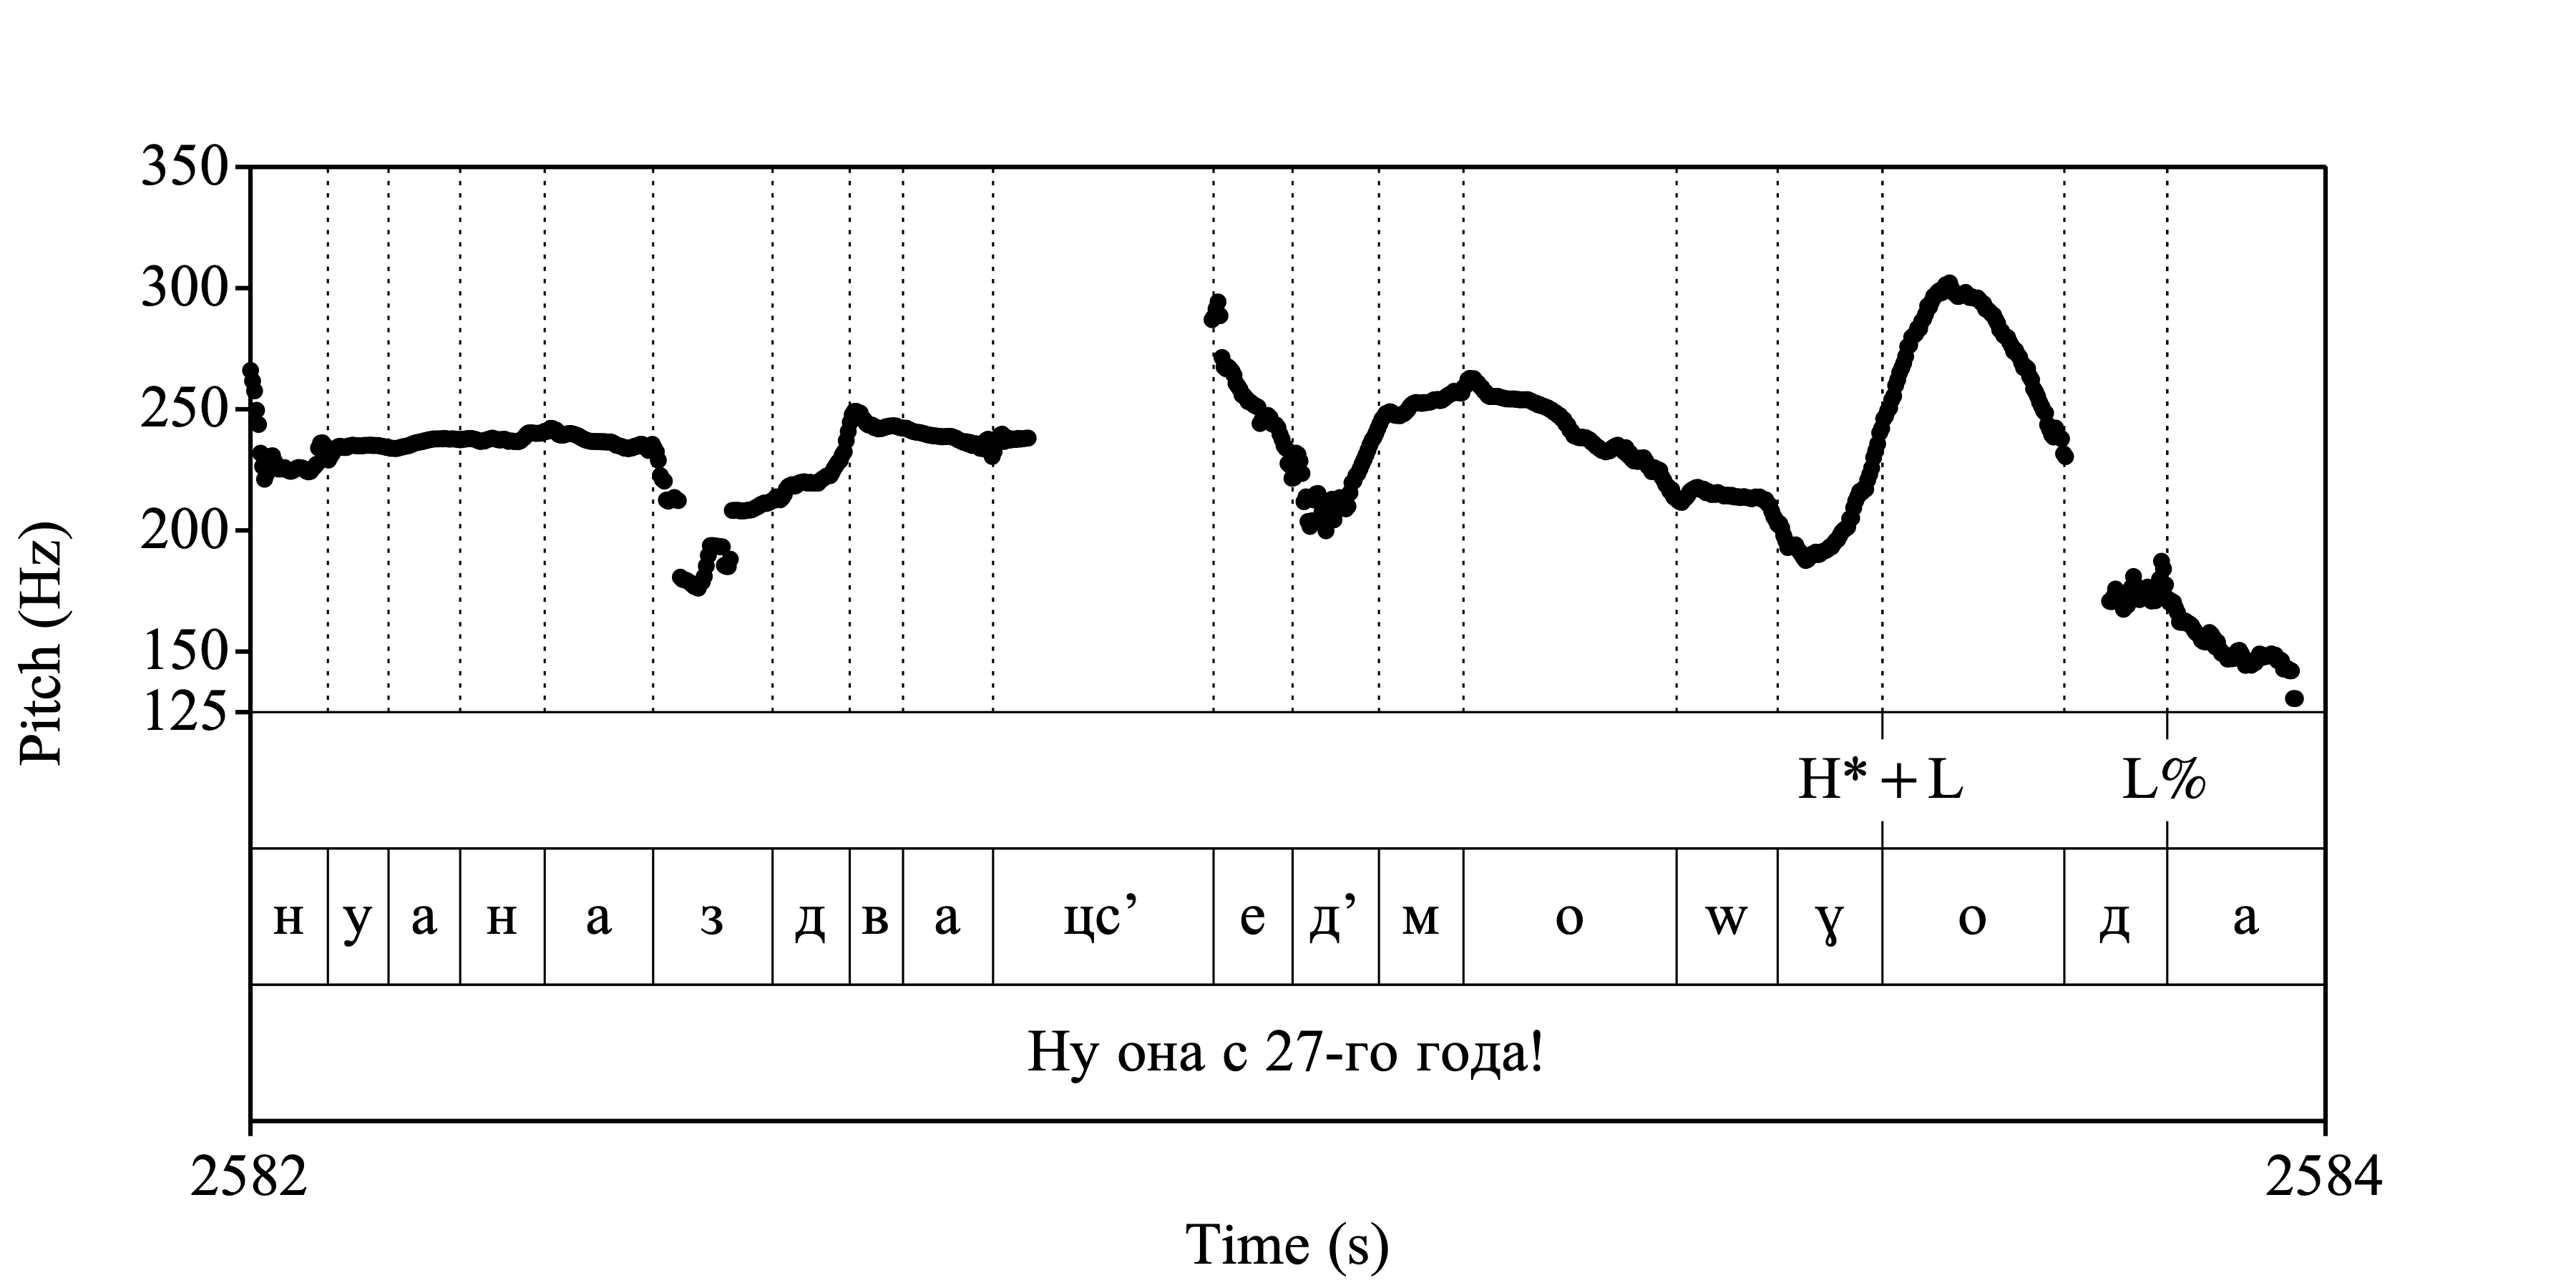 350
300
250
200
150
125
Pitch (Hz)
H* + L L%
н у а н а з д в а цс’ е д’ м о w ɣ о д а
Ну она с 27-го года!
2582 2584
Time (s)